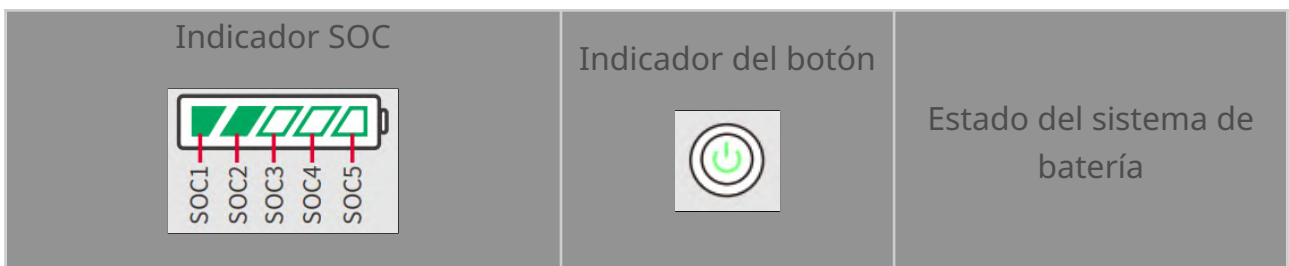 Indicador SOC
SOC1
SOC2
SOC3
SOC4
SOC5
Indicador del botón
Estado del sistema de
batería